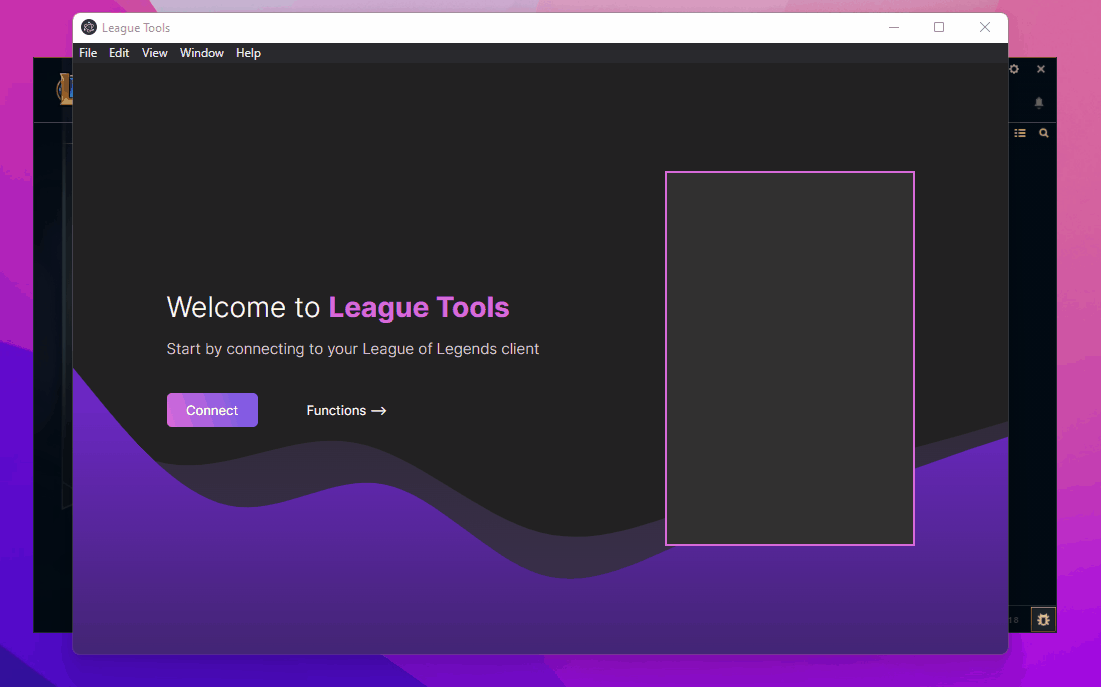 League Tools
File Edit View Window Help
Welcome to League Tools
Start by connecting to your League of Legends client
Connect Functions →